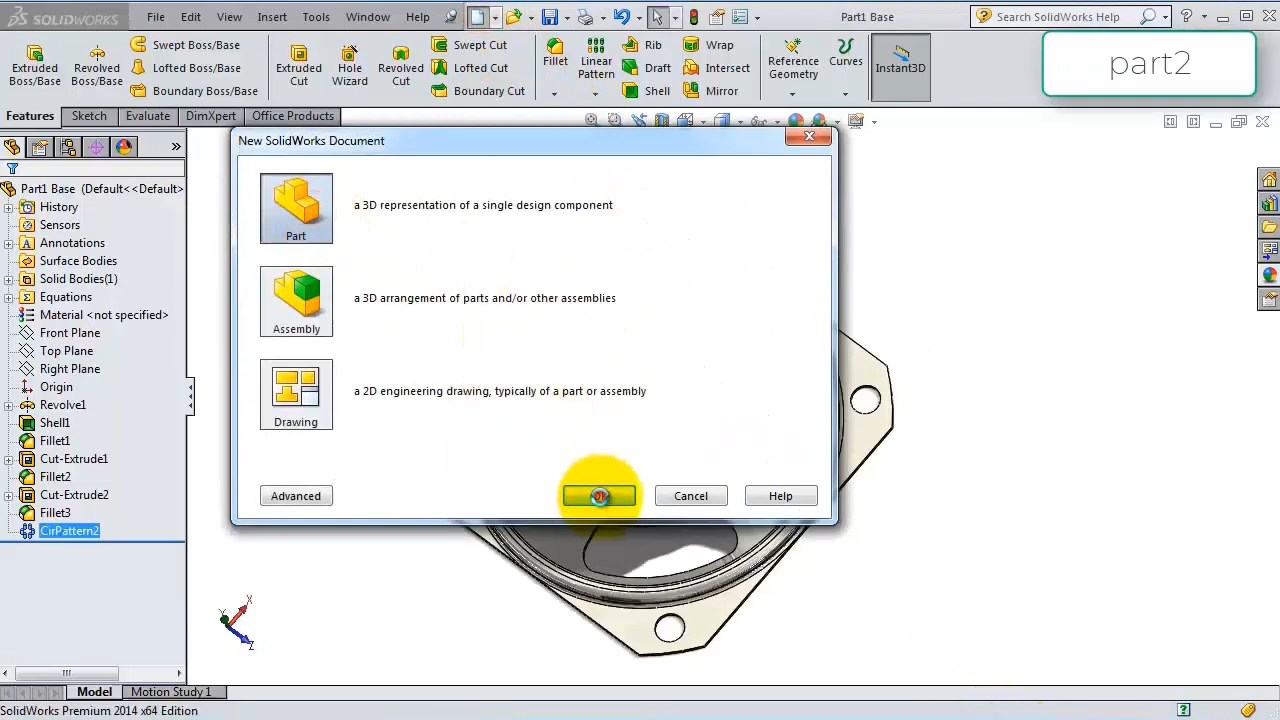 SOLIDWORKS File Edit View Insert Tools Window Help Part1 Base Search SolidWorks Help
part2
Extruded Boss/Base
Revolved Boss/Base
Swept Boss/Base
Lofted Boss/Base
Boundary Boss/Base
Extruded Cut
Hole Wizard
Revolved Cut
Swept Cut
Lofted Cut
Boundary Cut
Fillet
Linear Pattern
Rib
Draft
Shell
Wrap
Intersect
Mirror
Reference Geometry
Curves
Instant3D
Features Sketch Evaluate DimXpert Office Products
New SolidWorks Document
Part
a 3D representation of a single design component
Assembly
a 3D arrangement of parts and/or other assemblies
Drawing
a 2D engineering drawing, typically of a part or assembly
Advanced Cancel Help
Part1 Base (Default<<Default>
History
Sensors
Annotations
Surface Bodies
Solid Bodies(1)
Equations
Material <not specified>
Front Plane
Top Plane
Right Plane
Origin
Revolve1
Shell1
Fillet1
Cut-Extrude1
Fillet2
Cut-Extrude2
Fillet3
CirPattern2
Y X
Z
Model Motion Study 1
SolidWorks Premium 2014 x64 Edition